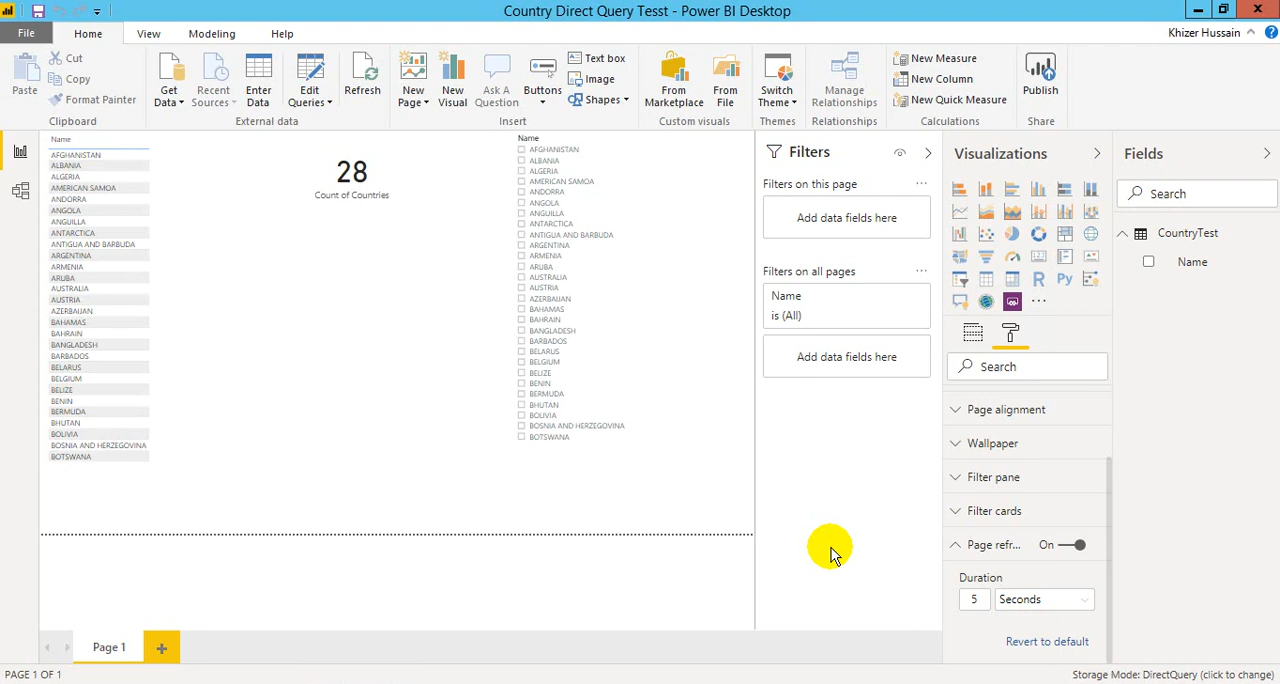 Country Direct Query Tesst - Power BI Desktop
File
Home
View
Modeling
Help
Khizer Hussain
Paste
Cut
Copy
Format Painter
Clipboard
Get Data
Recent Sources
Enter Data
Edit Queries
Refresh
External data
New Page
New Visual
Ask A Question
Buttons
Text box
Image
Shapes
Insert
From Marketplace
From File
Custom visuals
Switch Theme
Themes
Manage Relationships
Relationships
New Measure
New Column
New Quick Measure
Calculations
Publish
Share
Name
AFGHANISTAN
ALBANIA
ALGERIA
AMERICAN SAMOA
ANDORRA
ANGOLA
ANGUILLA
ANTARCTICA
ANTIGUA AND BARBUDA
ARGENTINA
ARMENIA
ARUBA
AUSTRALIA
AUSTRIA
AZERBAIJAN
BAHAMAS
BAHRAIN
BANGLADESH
BARBADOS
BELARUS
BELGIUM
BELIZE
BENIN
BERMUDA
BHUTAN
BOLIVIA
BOSNIA AND HERZEGOVINA
BOTSWANA
28
Count of Countries
Name
AFGHANISTAN
ALBANIA
ALGERIA
AMERICAN SAMOA
ANDORRA
ANGOLA
ANGUILLA
ANTARCTICA
ANTIGUA AND BARBUDA
ARGENTINA
ARMENIA
ARUBA
AUSTRALIA
AUSTRIA
AZERBAIJAN
BAHAMAS
BAHRAIN
BANGLADESH
BARBADOS
BELARUS
BELGIUM
BELIZE
BENIN
BERMUDA
BHUTAN
BOLIVIA
BOSNIA AND HERZEGOVINA
BOTSWANA
Filters
Filters on this page
Add data fields here
Filters on all pages
Name
is (All)
Add data fields here
Visualizations
R
Py
Search
Page alignment
Wallpaper
Filter pane
Filter cards
Page refr...
On
Duration
5
Seconds
Revert to default
Fields
Search
CountryTest
Name
Page 1
PAGE 1 OF 1
Storage Mode: DirectQuery (click to change)